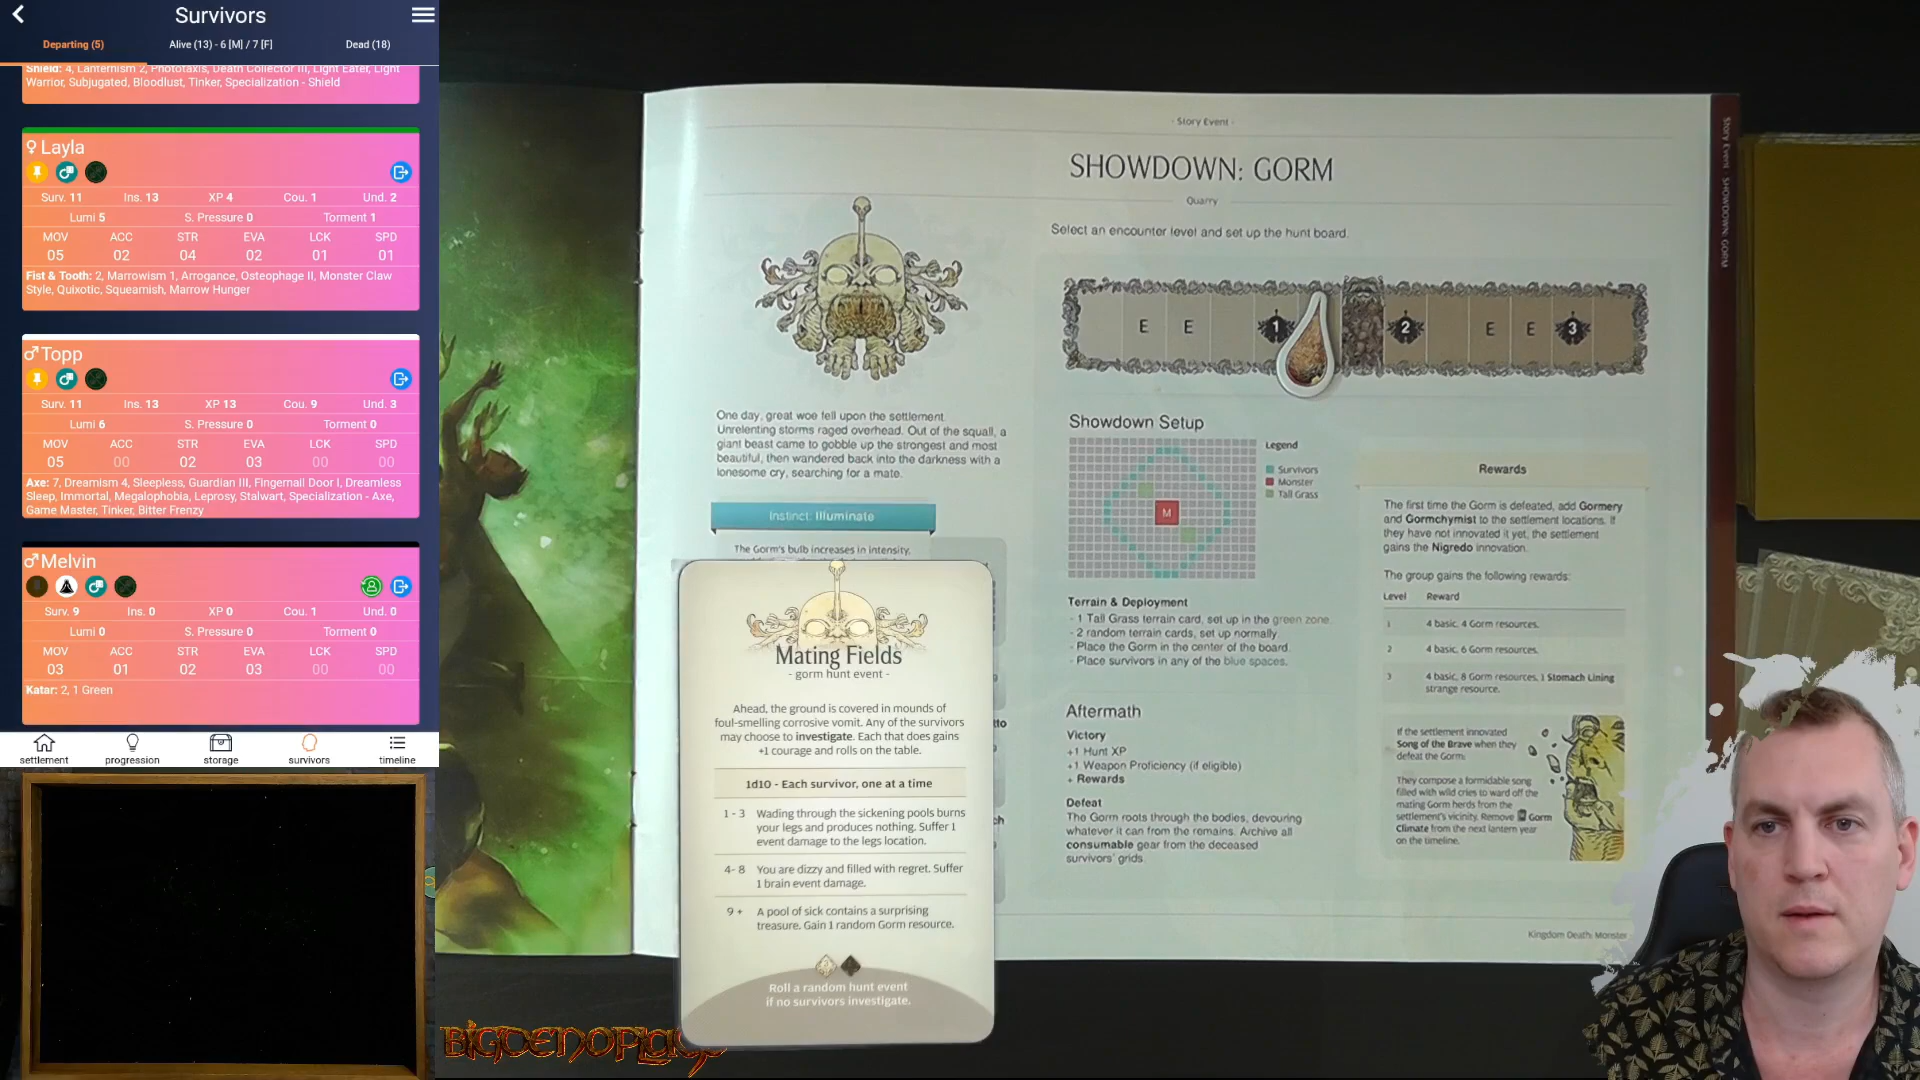 Survivors
Departing (5)
Alive (13) - 6 [M] / 7 [F]
Dead (18)
Shield: 4, Lanternism 2, Phototaxis, Death Collector III, Light Eater, Light
Warrior, Subjugated, Bloodlust, Tinker, Specialization - Shield
Layla
Surv. 11 Ins. 13 XP 4 Cou. 1 Und. 2
Lumi 5 S. Pressure 0 Torment 1
MOV ACC STR EVA LCK SPD
05 02 04 02 01 01
Fist & Tooth: 2, Marrowism 1, Arrogance, Osteophage II, Monster Claw
Style, Quixotic, Squeamish, Marrow Hunger
Topp
Surv. 11 Ins. 13 XP 13 Cou. 9 Und. 3
Lumi 6 S. Pressure 0 Torment 0
MOV ACC STR EVA LCK SPD
05 00 02 03 00 00
Axe: 7, Dreamism 4, Sleepless, Guardian III, Fingernail Door I, Dreamless
Sleep, Immortal, Megalophobia, Leprosy, Stalwart, Specialization - Axe,
Game Master, Tinker, Bitter Frenzy
Melvin
Surv. 9 Ins. 0 XP 0 Cou. 1 Und. 0
Lumi 0 S. Pressure 0 Torment 0
MOV ACC STR EVA LCK SPD
03 01 02 03 00 00
Katar: 2, 1 Green
settlement progression storage survivors timeline
· Story Event ·
SHOWDOWN: GORM
Quarry
Select an encounter level and set up the hunt board.
E E 1 2 E E 3
One day, great woe fell upon the settlement.
Unrelenting storms raged overhead. Out of the squall, a
giant beast came to gobble up the strongest and most
beautiful, then wandered back into the darkness with a
lonesome cry, searching for a mate.
Instinct: Illuminate
The Gorm's bulb increases in intensity,
Showdown Setup
M
Legend
Survivors
Monster
Tall Grass
Terrain & Deployment
- 1 Tall Grass terrain card, set up in the green zone.
- 2 random terrain cards, set up normally
- Place the Gorm in the center of the board.
- Place survivors in any of the blue spaces.
Aftermath
Victory
+1 Hunt XP
+1 Weapon Proficiency (if eligible)
+ Rewards
Defeat
The Gorm roots through the bodies, devouring
whatever it can from the remains. Archive all
consumable gear from the deceased
survivors' grids.
Rewards
The first time the Gorm is defeated, add Gormery
and Gormchymist to the settlement locations. If
they have not innovated it yet, the settlement
gains the Nigredo innovation.
The group gains the following rewards:
Level Reward
1 4 basic, 4 Gorm resources.
2 4 basic, 6 Gorm resources.
3 4 basic, 8 Gorm resources, 1 Stomach Lining
strange resource.
If the settlement innovated
Song of the Brave when they
defeat the Gorm:
They compose a formidable song
filled with wild cries to ward off the
mating Gorm herds from the
settlement's vicinity. Remove Gorm
Climate from the next lantern year
on the timeline.
Kingdom Death: Monster
Story Event · SHOWDOWN: GORM
Mating Fields
- gorm hunt event -
Ahead, the ground is covered in mounds of
foul-smelling corrosive vomit. Any of the survivors
may choose to investigate. Each that does gains
+1 courage and rolls on the table.
1d10 - Each survivor, one at a time
1 - 3 Wading through the sickening pools burns
your legs and produces nothing. Suffer 1
event damage to the legs location.
4 - 8 You are dizzy and filled with regret. Suffer
1 brain event damage.
9 + A pool of sick contains a surprising
treasure. Gain 1 random Gorm resource.
Roll a random hunt event
if no survivors investigate.
BIGDENOPLAYS